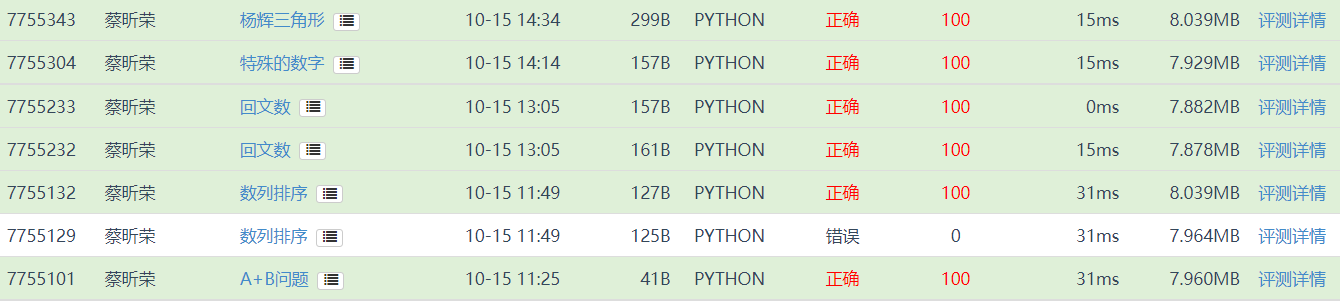 7755343 蔡昕荣 杨辉三角形 10-15 14:34 299B PYTHON 正确 100 15ms 8.039MB 评测详情
7755304 蔡昕荣 特殊的数字 10-15 14:14 157B PYTHON 正确 100 15ms 7.929MB 评测详情
7755233 蔡昕荣 回文数 10-15 13:05 157B PYTHON 正确 100 0ms 7.882MB 评测详情
7755232 蔡昕荣 回文数 10-15 13:05 161B PYTHON 正确 100 15ms 7.878MB 评测详情
7755132 蔡昕荣 数列排序 10-15 11:49 127B PYTHON 正确 100 31ms 8.039MB 评测详情
7755129 蔡昕荣 数列排序 10-15 11:49 125B PYTHON 错误 0 31ms 7.964MB 评测详情
7755101 蔡昕荣 A+B问题 10-15 11:25 41B PYTHON 正确 100 31ms 7.960MB 评测详情